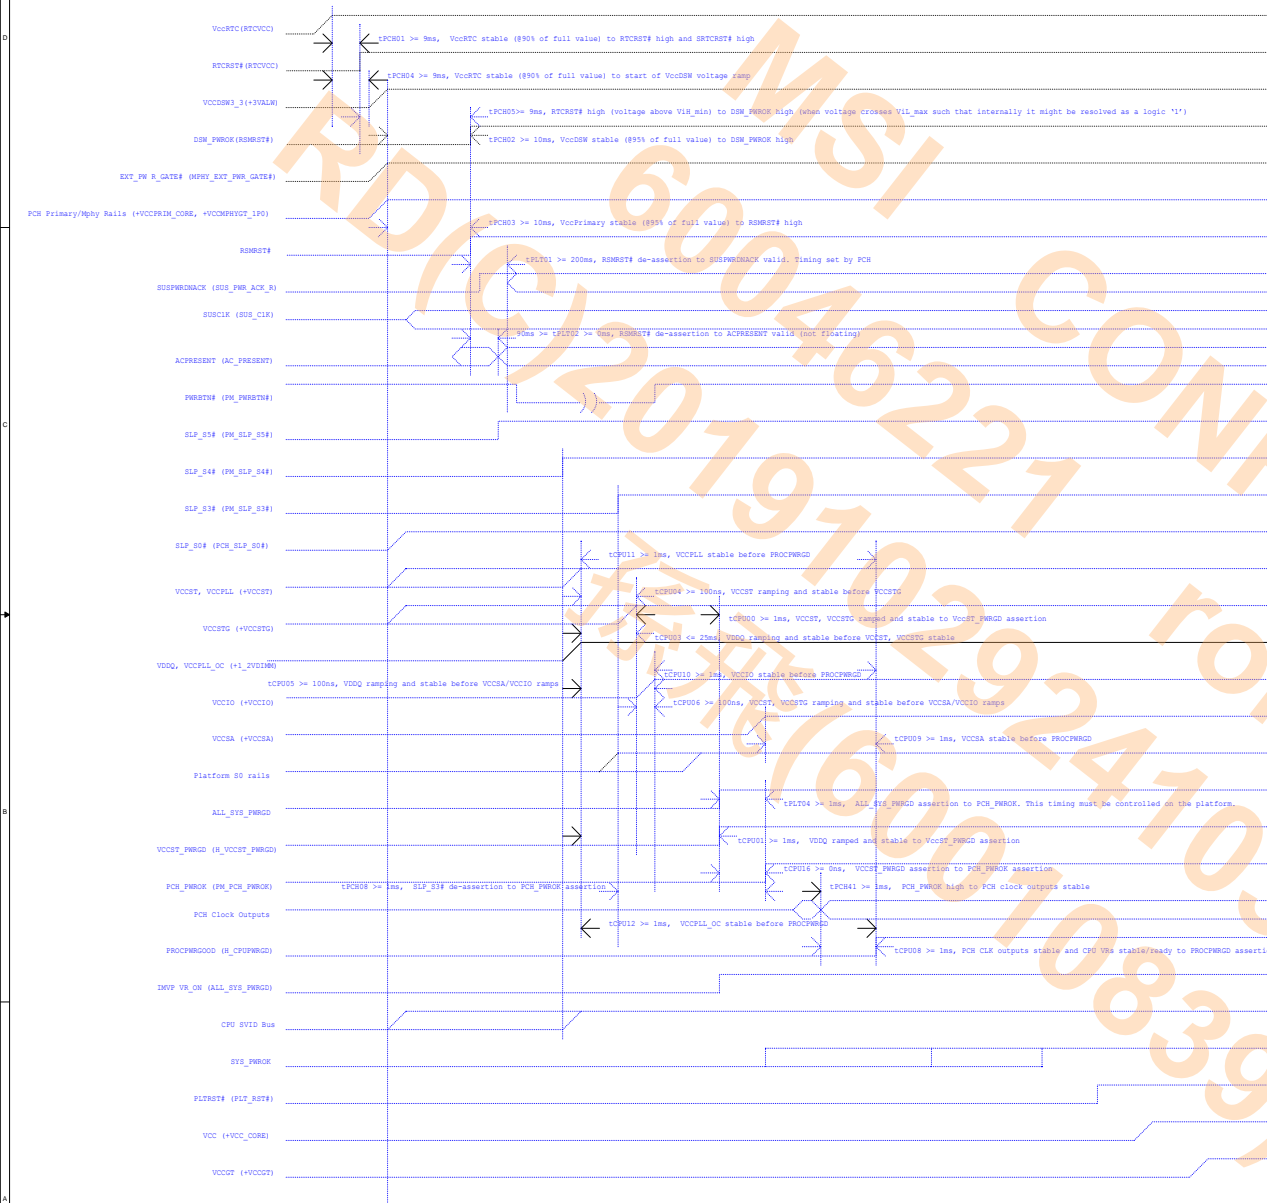 D
VccRTC(RTCVCC)
tPCH01 >= 9ms, VccRTC stable (@90% of full value) to RTCRST# high and SRTCRST# high
RTCRST#(RTCVCC)
tPCH04 >= 9ms, VccRTC stable (@90% of full value) to start of VccDSW voltage ramp
VCCDSW3_3(+3VALW)
tPCH05>= 9ms, RTCRST# high (voltage above ViH_min) to DSW_PWROK high (when voltage crosses ViL_max such that internally it might be resolved as a logic '1')
DSW_PWROK(RSMRST#)
tPCH02 >= 10ms, VccDSW stable (@95% of full value) to DSW_PWROK high
EXT_PW R_GATE# (MPHY_EXT_PWR_GATE#)
PCH Primary/Mphy Rails (+VCCPRIM_CORE, +VCCMPHYGT_1P0)
tPCH03 >= 10ms, VccPrimary stable (@95% of full value) to RSMRST# high
RSMRST#
tPLT01 >= 200ms, RSMRST# de-assertion to SUSPWRDNACK valid. Timing set by PCH
SUSPWRDNACK (SUS_PWR_ACK_R)
SUSClK (SUS_ClK)
90ms >= tPLT02 >= 0ms, RSMRST# de-assertion to ACPRESENT valid (not floating)
ACPRESENT (AC_PRESENT)
PWRBTN# (PM_PWRBTN#)
C
SLP_S5# (PM_SLP_S5#)
SLP_S4# (PM_SLP_S4#)
SLP_S3# (PM_SLP_S3#)
SLP_S0# (PCH_SLP_S0#)
tCPU11 >= 1ms, VCCPLL stable before PROCPWRGD
VCCST, VCCPLL (+VCCST)
tCPU04 >= 100ns, VCCST ramping and stable before VCCSTG
tCPU00 >= 1ms, VCCST, VCCSTG ramped and stable to VccST_PWRGD assertion
VCCSTG (+VCCSTG)
tCPU03 <= 25ms, VDDQ ramping and stable before VCCST, VCCSTG stable
VDDQ, VCCPLL_OC (+1_2VDIMM)
tCPU10 >= 1ms, VCCIO stable before PROCPWRGD
tCPU05 >= 100ns, VDDQ ramping and stable before VCCSA/VCCIO ramps
VCCIO (+VCCIO)
tCPU06 >= 100ns, VCCST, VCCSTG ramping and stable before VCCSA/VCCIO ramps
VCCSA (+VCCSA)
tCPU09 >= 1ms, VCCSA stable before PROCPWRGD
Platform S0 rails
tPLT04 >= 1ms, ALL_SYS_PWRGD assertion to PCH_PWROK. This timing must be controlled on the platform.
B
ALL_SYS_PWRGD
tCPU01 >= 1ms, VDDQ ramped and stable to VccST_PWRGD assertion
VCCST_PWRGD (H_VCCST_PWRGD)
tCPU16 >= 0ns, VCCST_PWRGD assertion to PCH_PWROK assertion
PCH_PWROK (PM_PCH_PWROK)
tPCH08 >= 1ms, SLP_S3# de-assertion to PCH_PWROK assertion
tPCH41 >= 1ms, PCH_PWROK high to PCH clock outputs stable
PCH Clock Outputs
tCPU12 >= 1ms, VCCPLL_OC stable before PROCPWRGD
PROCPWRGOOD (H_CPUPWRGD)
tCPU08 >= 1ms, PCH CLK outputs stable and CPU VRs stable/ready to PROCPWRGD asserti
IMVP VR_ON (ALL_SYS_PWRGD)
CPU SVID Bus
SYS_PWROK
PLTRST# (PLT_RST#)
VCC (+VCC_CORE)
VCCGT (+VCCGT)
A
MSI
60046221
RD(C)2019102924103